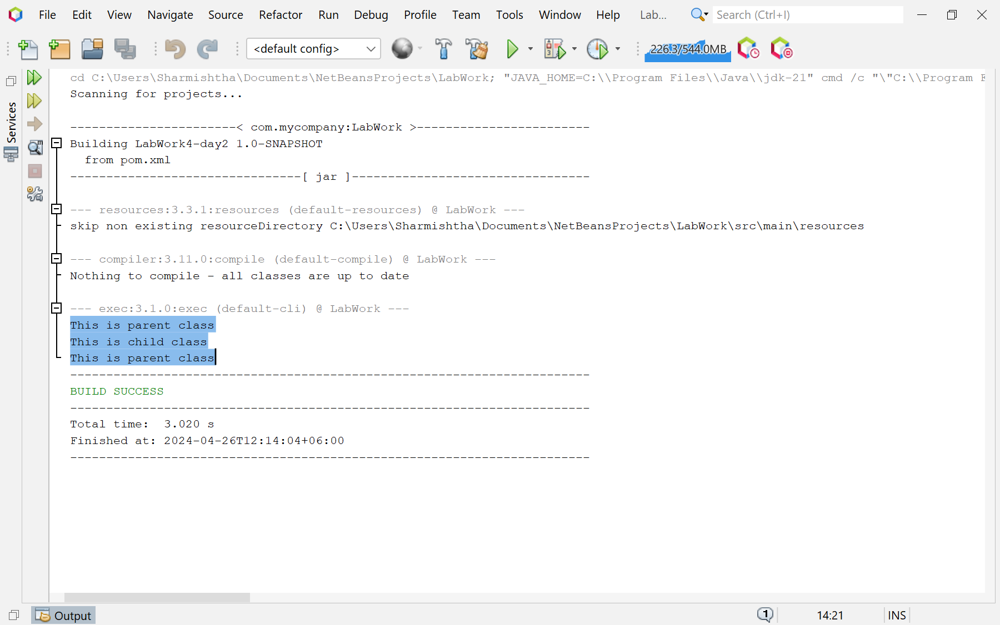 File Edit View Navigate Source Refactor Run Debug Profile Team Tools Window Help Lab... Search (Ctrl+I)
<default config> 226.3/544.0MB
Services
cd C:\Users\Sharmishtha\Documents\NetBeansProjects\LabWork; "JAVA_HOME=C:\\Program Files\\Java\\jdk-21" cmd /c "\"C:\\Program F
Scanning for projects...
-----------------------< com.mycompany:LabWork >------------------------
Building LabWork4-day2 1.0-SNAPSHOT
from pom.xml
--------------------------------[ jar ]---------------------------------
--- resources:3.3.1:resources (default-resources) @ LabWork ---
skip non existing resourceDirectory C:\Users\Sharmishtha\Documents\NetBeansProjects\LabWork\src\main\resources
--- compiler:3.11.0:compile (default-compile) @ LabWork ---
Nothing to compile - all classes are up to date
--- exec:3.1.0:exec (default-cli) @ LabWork ---
This is parent class
This is child class
This is parent class
------------------------------------------------------------------------
BUILD SUCCESS
------------------------------------------------------------------------
Total time:  3.020 s
Finished at: 2024-04-26T12:14:04+06:00
------------------------------------------------------------------------
Output 1 14:21 INS